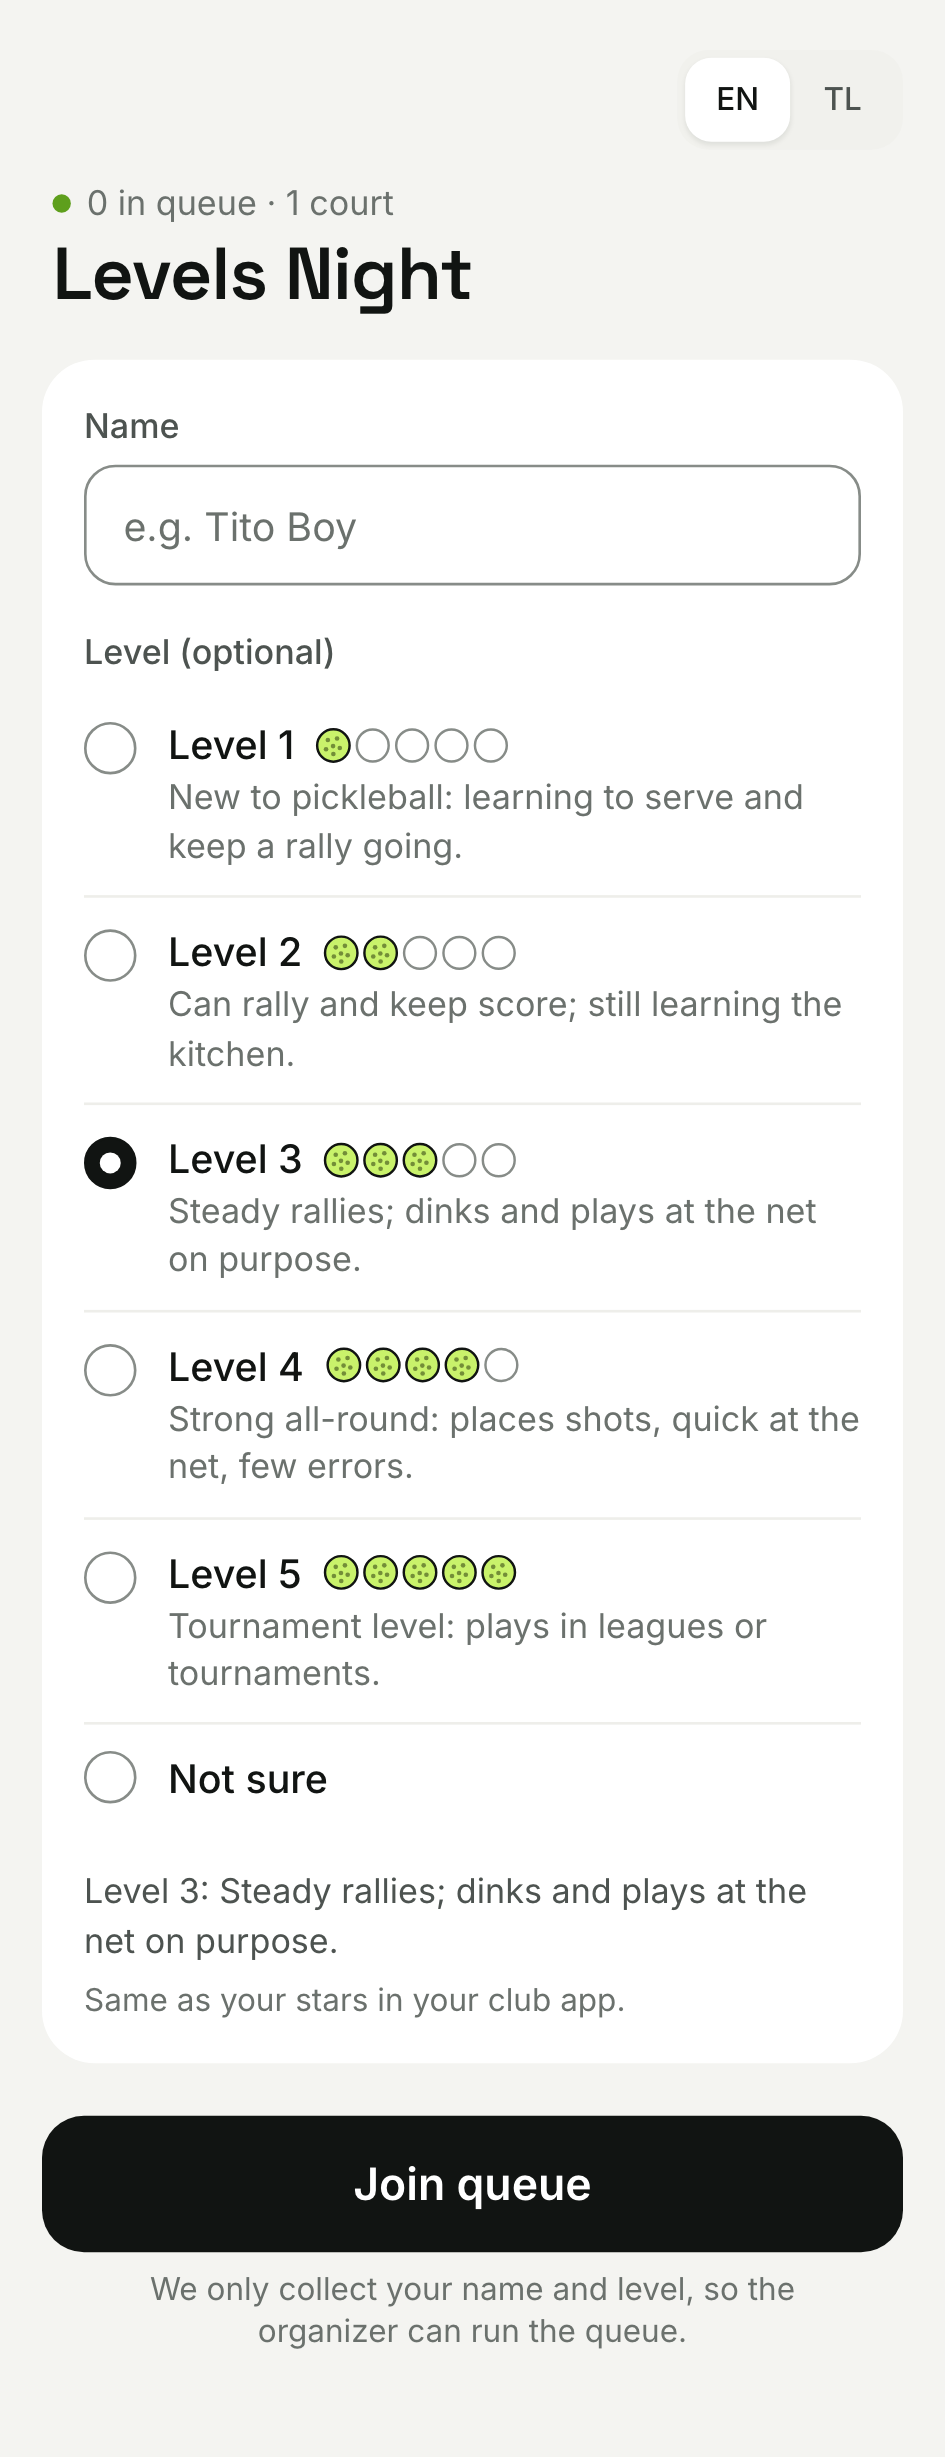 EN TL
0 in queue · 1 court
Levels Night
Name
e.g. Tito Boy
Level (optional)
Level 1
New to pickleball: learning to serve and
keep a rally going.
Level 2
Can rally and keep score; still learning the
kitchen.
Level 3
Steady rallies; dinks and plays at the net
on purpose.
Level 4
Strong all-round: places shots, quick at the
net, few errors.
Level 5
Tournament level: plays in leagues or
tournaments.
Not sure
Level 3: Steady rallies; dinks and plays at the
net on purpose.
Same as your stars in your club app.
Join queue
We only collect your name and level, so the
organizer can run the queue.